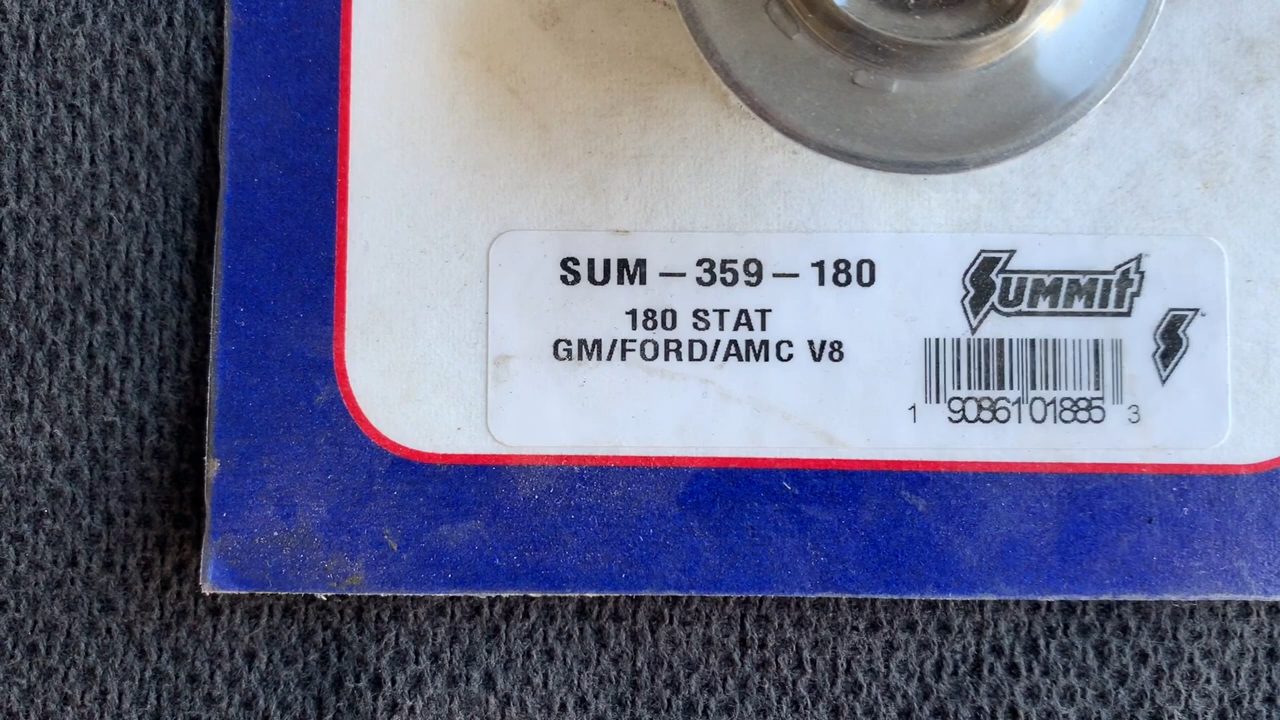 SUM – 359 – 180
180 STAT
GM/FORD/AMC V8
SUMMIT
1 90861 01885 3